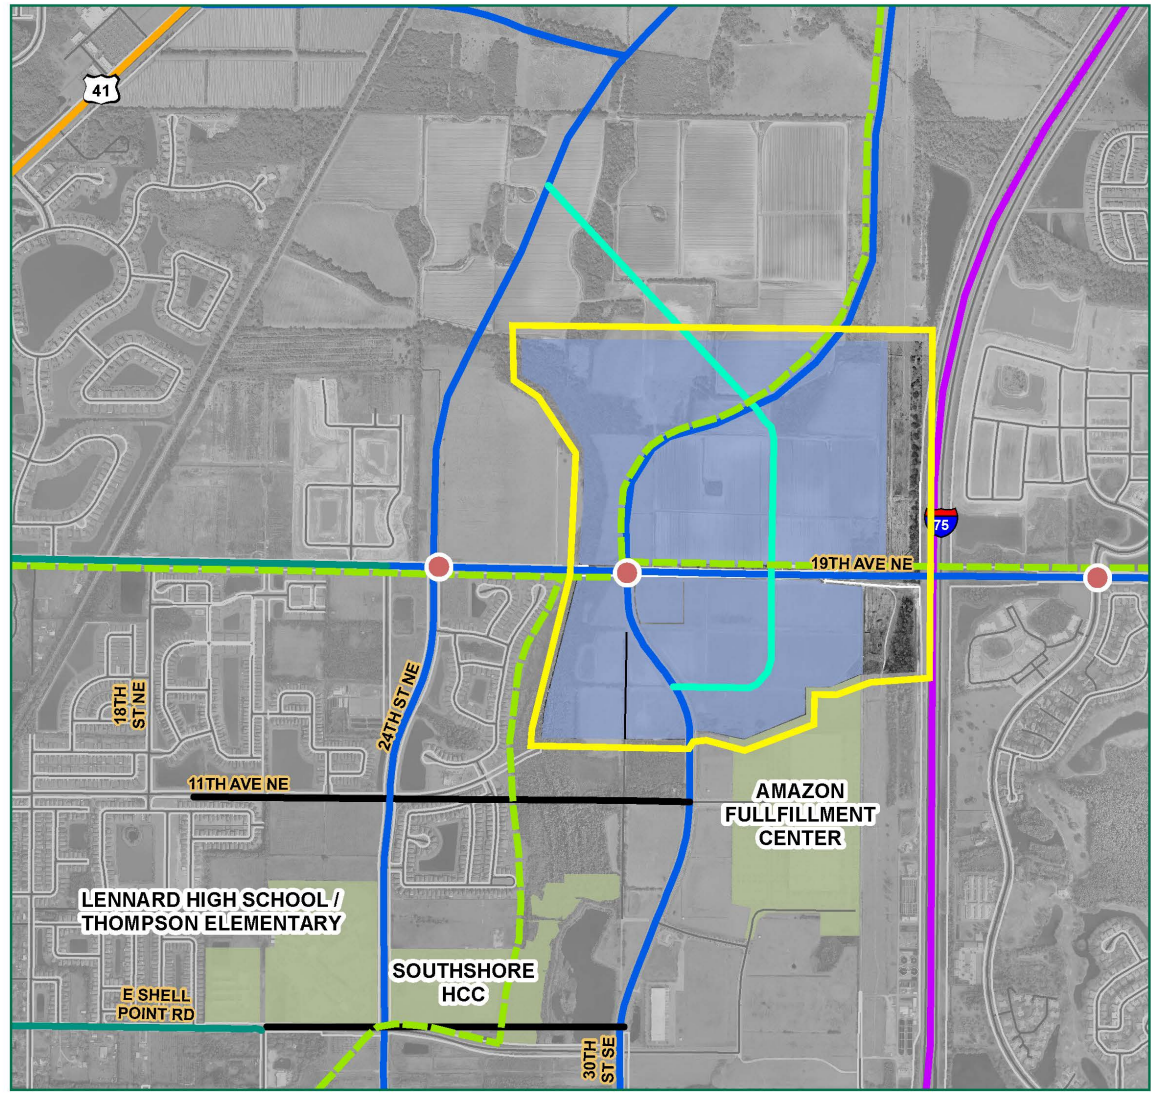 41
75
19TH AVE NE
18TH
ST NE
24TH ST NE
11TH AVE NE
AMAZON
FULLFILLMENT
CENTER
LENNARD HIGH SCHOOL /
THOMPSON ELEMENTARY
SOUTHSHORE
HCC
E SHELL
POINT RD
30TH
ST SE